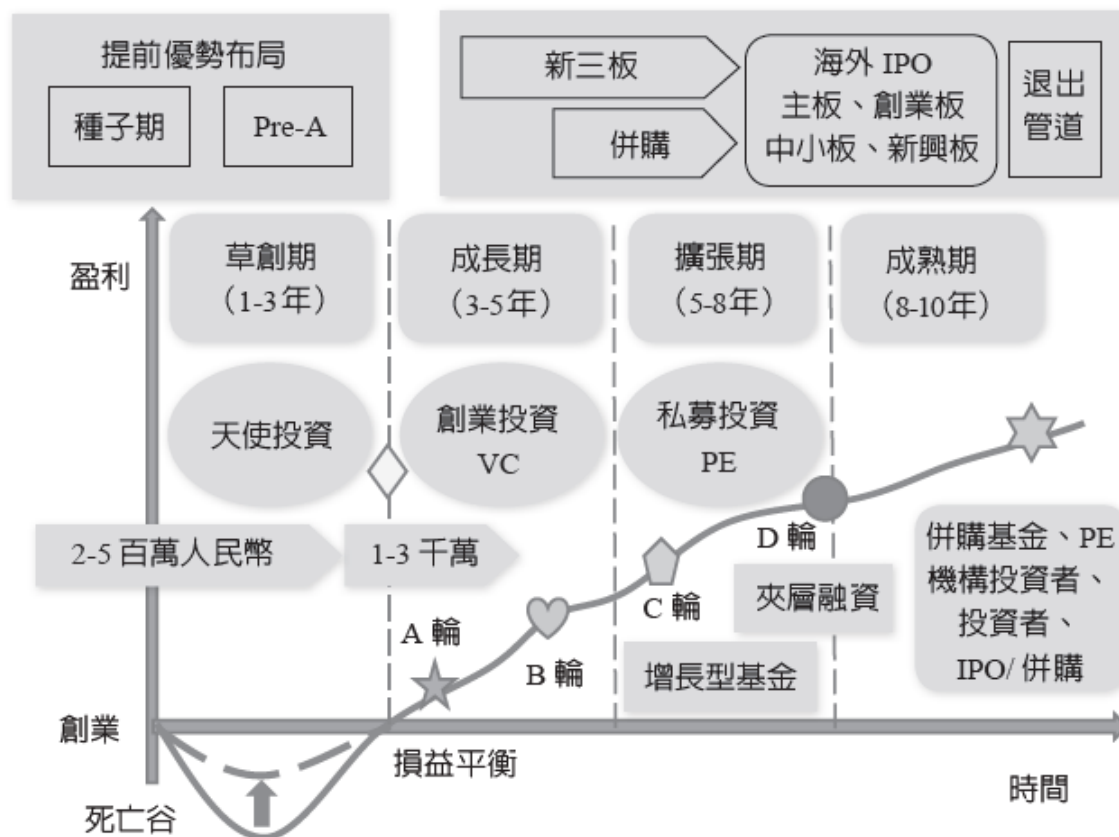 提前優勢布局
種子期
Pre-A
新三板
併購
海外 IPO
主板、創業板
中小板、新興板
退出
管道
盈利
草創期
（1-3 年）
成長期
（3-5年）
擴張期
（5-8年）
成熟期
（8-10年）
天使投資
創業投資
VC
私募投資
PE
2-5 百萬人民幣
1-3 千萬
A 輪
B 輪
C 輪
D 輪
夾層融資
增長型基金
併購基金、PE
機構投資者、
投資者、
IPO/ 併購
創業
損益平衡
時間
死亡谷